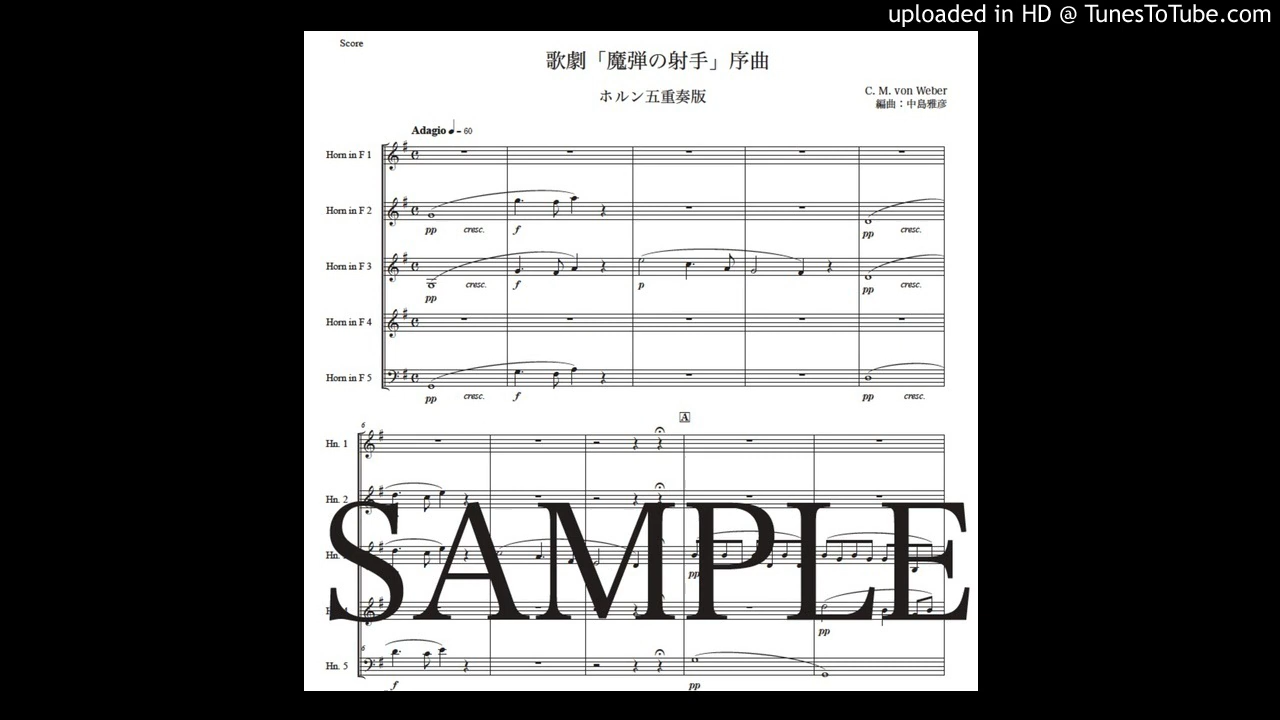 uploaded in HD @ TunesToTube.com
Score
歌劇「魔弾の射手」序曲
ホルン五重奏版
C. M. von Weber
編曲：中島雅彦
Adagio ♩= 60
Horn in F 1
Horn in F 2
pp cresc. f pp cresc.
Horn in F 3
pp cresc. f p pp cresc.
Horn in F 4
Horn in F 5
pp cresc. f pp cresc.
A
6
Hn. 1
Hn. 2
SAMPLE
pp
pp
6
Hn. 5
f pp